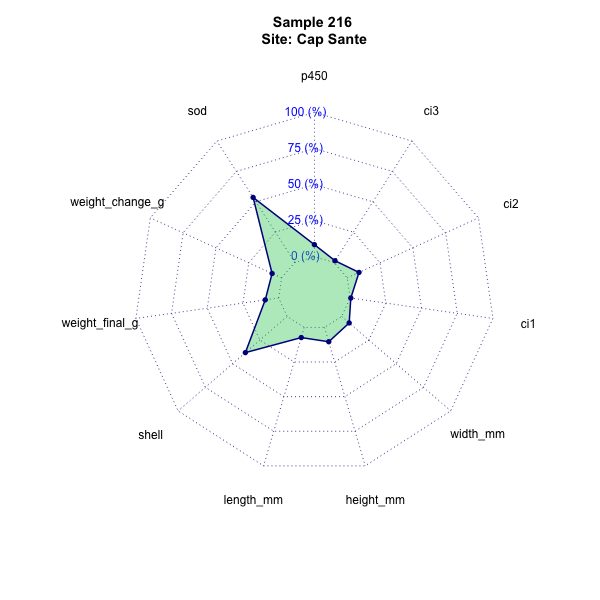 Sample 216
Site: Cap Sante
p450
sod
ci3
100 (%)
75 (%)
weight_change_g
ci2
50 (%)
25 (%)
0 (%)
weight_final_g
ci1
shell
width_mm
length_mm
height_mm